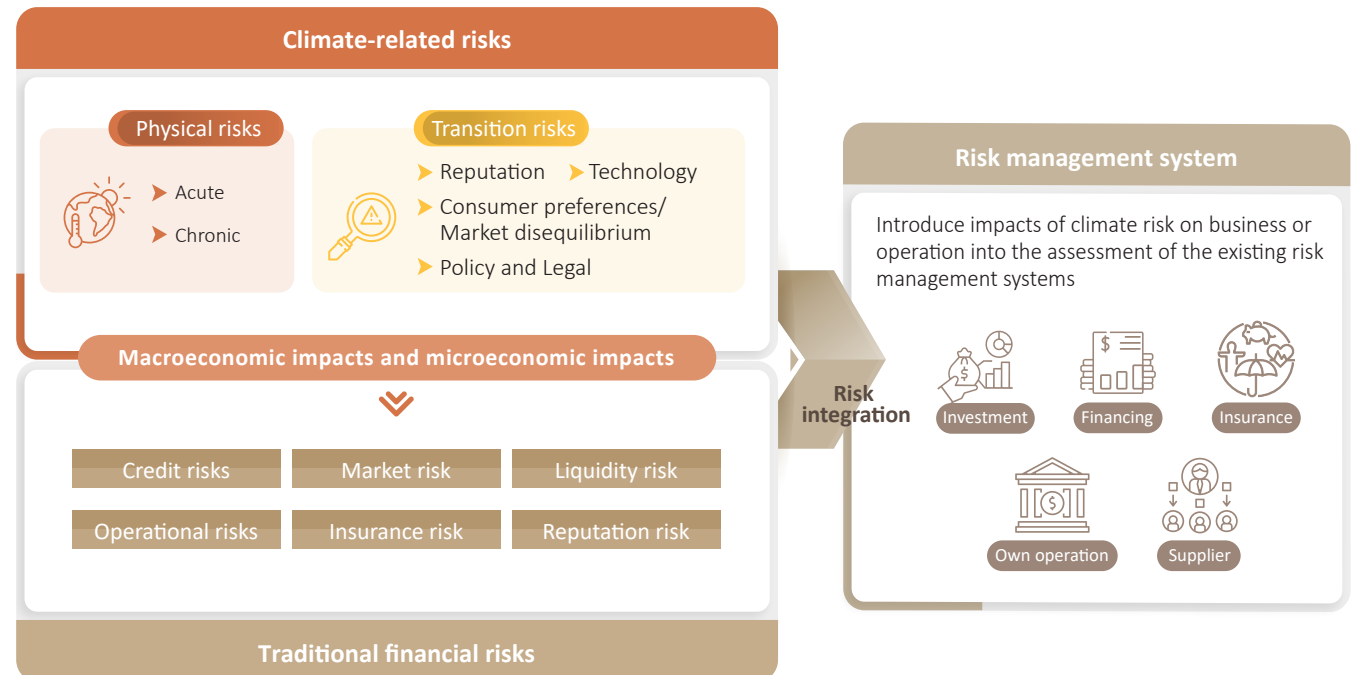 Climate-related risks
Physical risks
Acute
Chronic
Transition risks
Reputation
Technology
Consumer preferences/
Market disequilibrium
Policy and Legal
Macroeconomic impacts and microeconomic impacts
Credit risks
Market risk
Liquidity risk
Operational risks
Insurance risk
Reputation risk
Traditional financial risks
Risk
integration
Risk management system
Introduce impacts of climate risk on business or
operation into the assessment of the existing risk
management systems
$
$
Investment
Financing
Insurance
$
Own operation
Supplier